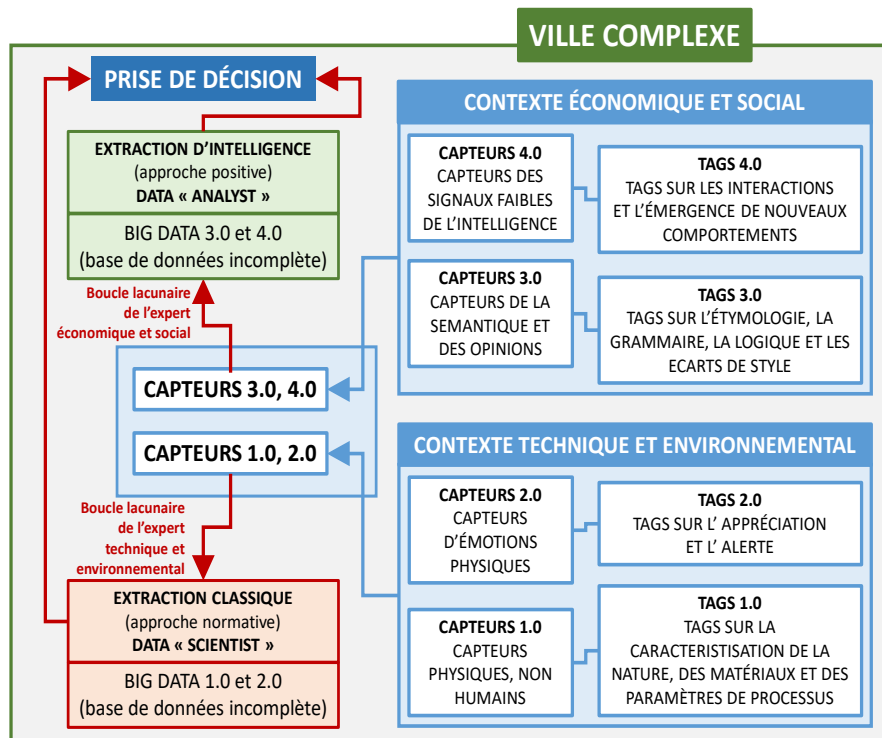 VILLE COMPLEXE
PRISE DE DÉCISION
EXTRACTION D'INTELLIGENCE
(approche positive)
DATA « ANALYST »
BIG DATA 3.0 et 4.0
(base de données incomplète)
Boucle lacunaire
de l'expert
économique et social
CAPTEURS 3.0, 4.0
CAPTEURS 1.0, 2.0
Boucle lacunaire
de l'expert
technique et
environnemental
EXTRACTION CLASSIQUE
(approche normative)
DATA « SCIENTIST »
BIG DATA 1.0 et 2.0
(base de données incomplète)
CONTEXTE ÉCONOMIQUE ET SOCIAL
CAPTEURS 4.0
CAPTEURS DES
SIGNAUX FAIBLES
DE L'INTELLIGENCE
TAGS 4.0
TAGS SUR LES INTERACTIONS
ET L'ÉMERGENCE DE NOUVEAUX
COMPORTEMENTS
CAPTEURS 3.0
CAPTEURS DE LA
SEMANTIQUE ET
DES OPINIONS
TAGS 3.0
TAGS SUR L'ÉTYMOLOGIE, LA
GRAMMAIRE, LA LOGIQUE ET LES
ECARTS DE STYLE
CONTEXTE TECHNIQUE ET ENVIRONNEMENTAL
CAPTEURS 2.0
CAPTEURS
D'ÉMOTIONS
PHYSIQUES
TAGS 2.0
TAGS SUR L' APPRÉCIATION
ET L' ALERTE
CAPTEURS 1.0
CAPTEURS
PHYSIQUES, NON
HUMAINS
TAGS 1.0
TAGS SUR LA
CARACTERISTISATION DE LA
NATURE, DES MATÉRIAUX ET DES
PARAMÈTRES DE PROCESSUS